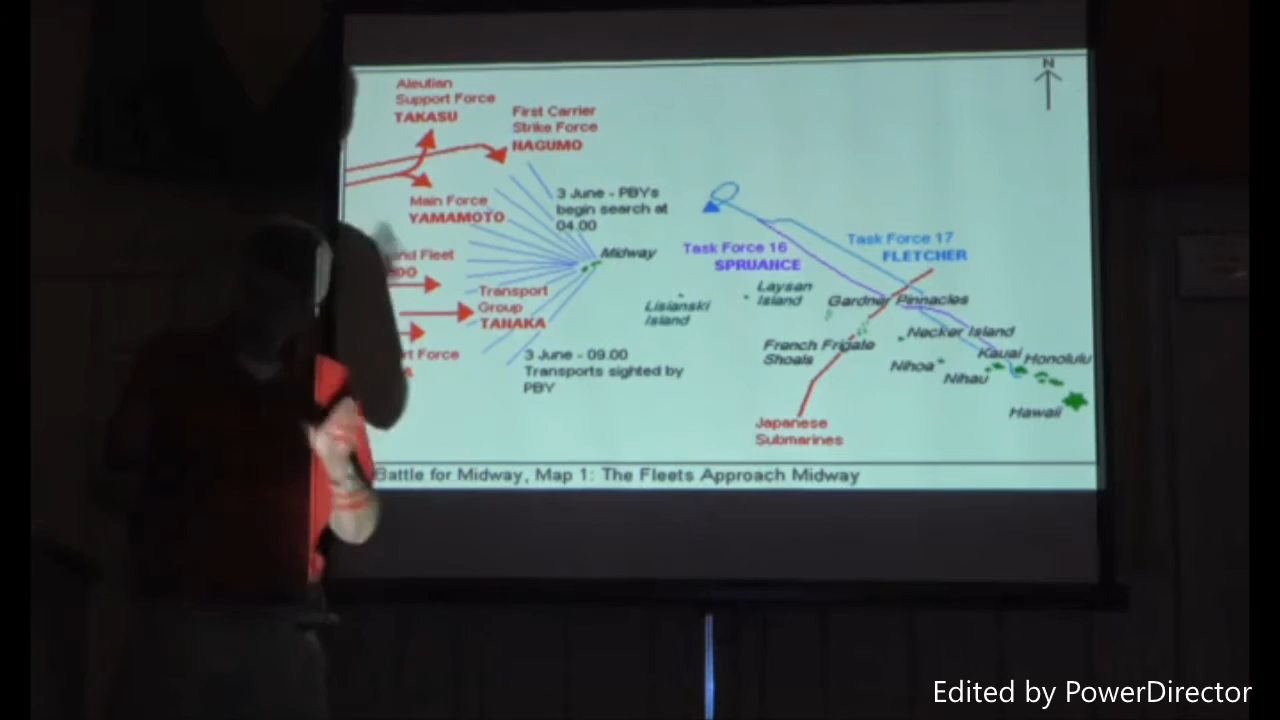 N
Aleutian
Support Force
TAKASU
First Carrier
Strike Force
NAGUMO
Main Force
YAMAMOTO
3 June - PBYs
begin search at
04.00
Midway
Task Force 16
SPRUANCE
Task Force 17
FLETCHER
Fleet
Transport
Group
TANAKA
Lisianski
Island
Laysan
Island
Gardner Pinnacles
French Frigate
Shoals
Necker Island
Nihoa
Nihau
Kauai
Honolulu
Hawaii
Force
3 June - 09.00
Transports sighted by
PBY
Japanese
Submarines
Battle for Midway, Map 1: The Fleets Approach Midway
Edited by PowerDirector